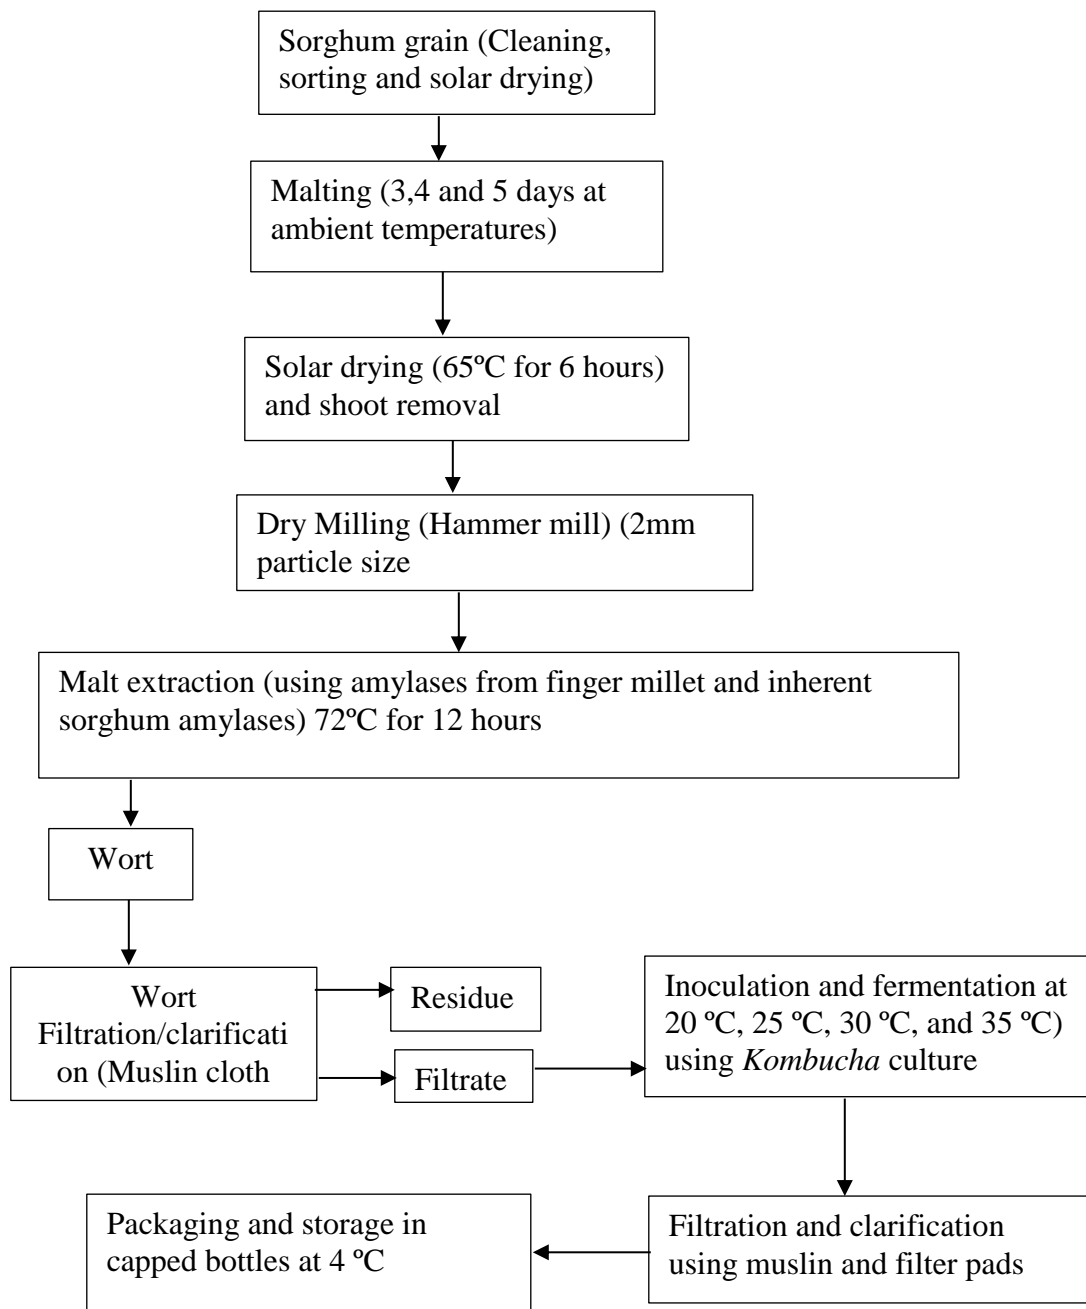 Sorghum grain (Cleaning,
sorting and solar drying)
Malting (3,4 and 5 days at
ambient temperatures)
Solar drying (65ºC for 6 hours)
and shoot removal
Dry Milling (Hammer mill) (2mm
particle size
Malt extraction (using amylases from finger millet and inherent
sorghum amylases) 72ºC for 12 hours
Wort
Wort
Filtration/clarificati
on (Muslin cloth
Residue
Filtrate
Inoculation and fermentation at
20 ºC, 25 ºC, 30 ºC, and 35 ºC)
using Kombucha culture
Filtration and clarification
using muslin and filter pads
Packaging and storage in
capped bottles at 4 ºC